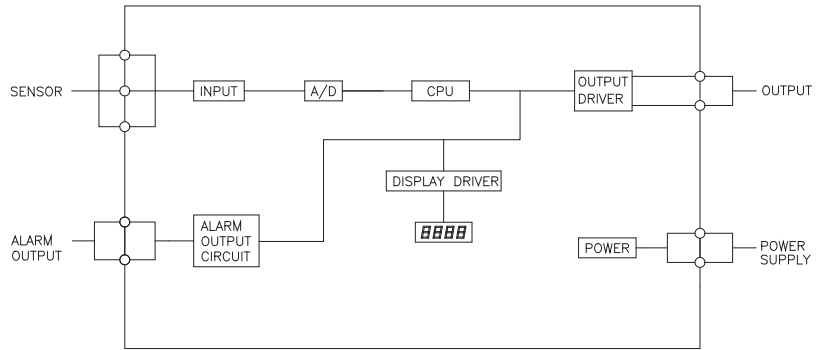 SENSOR
INPUT
A/D
CPU
OUTPUT
DRIVER
OUTPUT
DISPLAY DRIVER
8888
ALARM
OUTPUT
ALARM
OUTPUT
CIRCUIT
POWER
POWER
SUPPLY